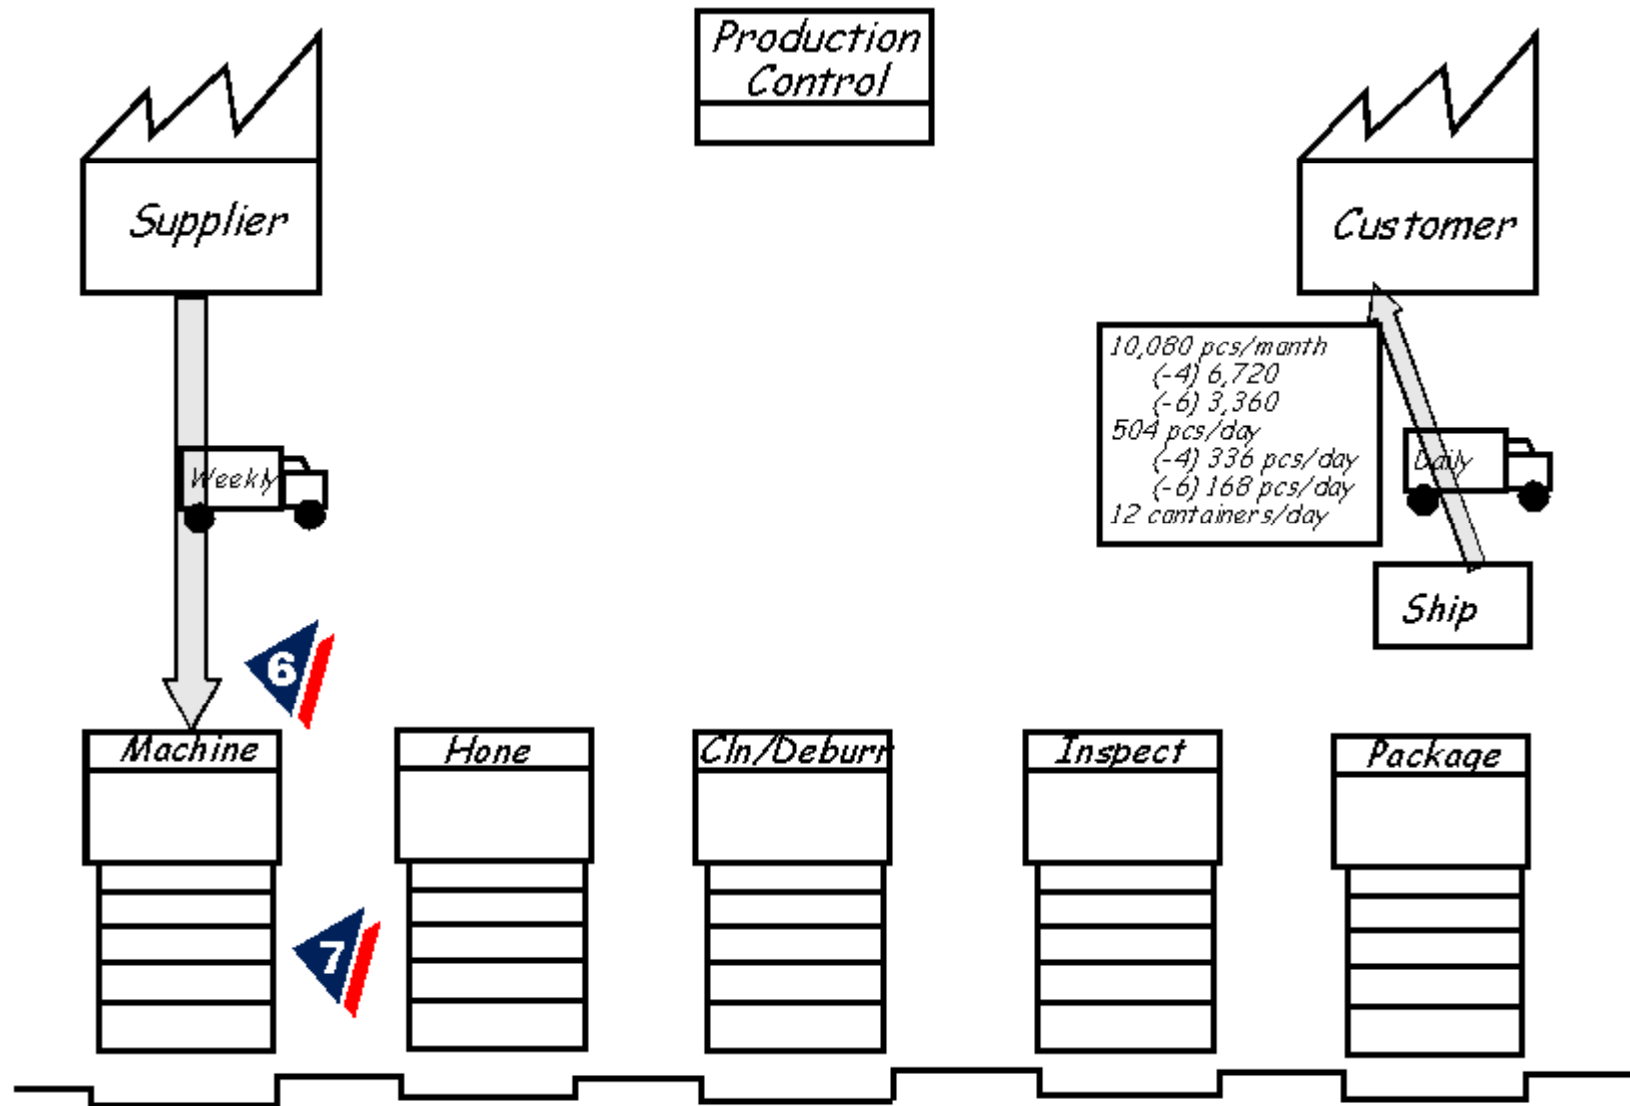 Production
Control
Supplier
Customer
10,080 pcs/month
(-4) 6,720
(-6) 3,360
504 pcs/day
(-4) 336 pcs/day
(-6) 168 pcs/day
12 containers/day
Weekly
Daily
Ship
6
Machine
Hone
Cln/Deburr
Inspect
Package
7